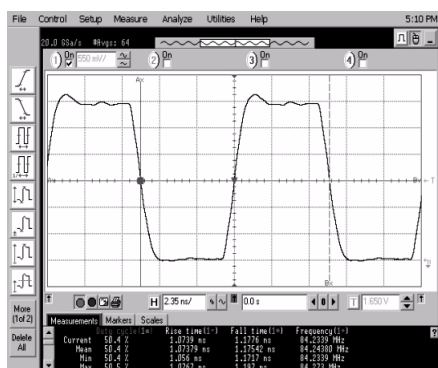 File Control Setup Measure Analyze Utilities Help 5:10 PM
20.0 GSa/s #Avgs: 64
1 On 550 mV/ 2 On 3 On 4 On
Ax
Bx
T
H 2.35 ns/ 0.0 s 0 T 1.650 V
More
(1of 2)
Delete
All
Measurements Markers Scales
Duty cycle(1 Rise time(1 Fall time(1 Frequency(1
Current 50.4 % 1.0739 ns 1.1776 ns 84.2339 MHz
Mean 50.4 % 1.07379 ns 1.17542 ns 84.24380 MHz
Min 50.4 % 1.056 ns 1.1717 ns 84.2339 MHz
Max